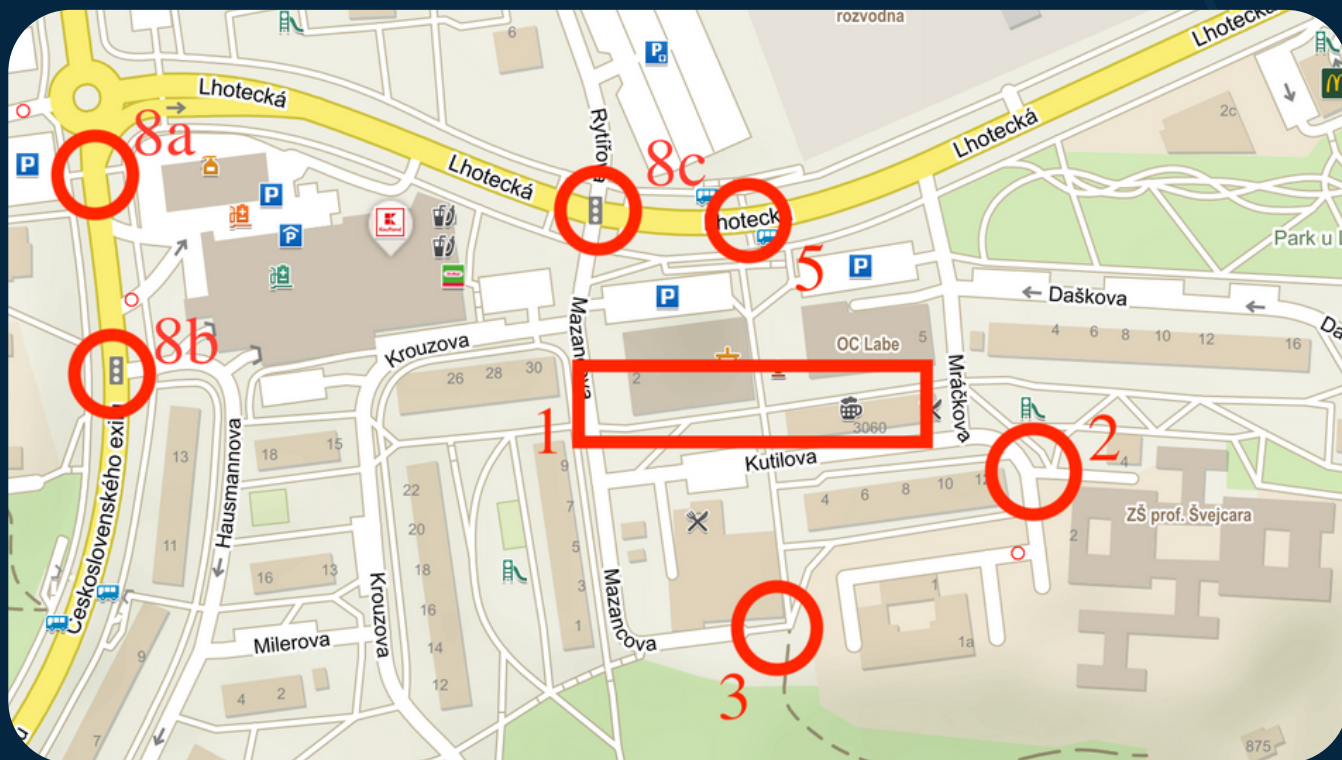 rozvodna
Lhotecká
6
Lhotecká
8a
Rytířov
2c
Lhotecká
8c
Lhotecká
Kaufland
hoteck
5
Park u
Daškova
Mazancova
OC Labe
5
4 6 8 10 12
16
8b
Krouzova
26 28 30
2
Mráčkova
1
3060
2
Československého exilu
13
Hausmannova
18
15
22
9
Kutilova
4
7
20
4 6 8 10
ZŠ prof. Švejcara
2
11
16
13
18
5
3
1
Krouzova
16
1
Mazancova
1a
Milerova
14
9
12
3
4 2
7
875